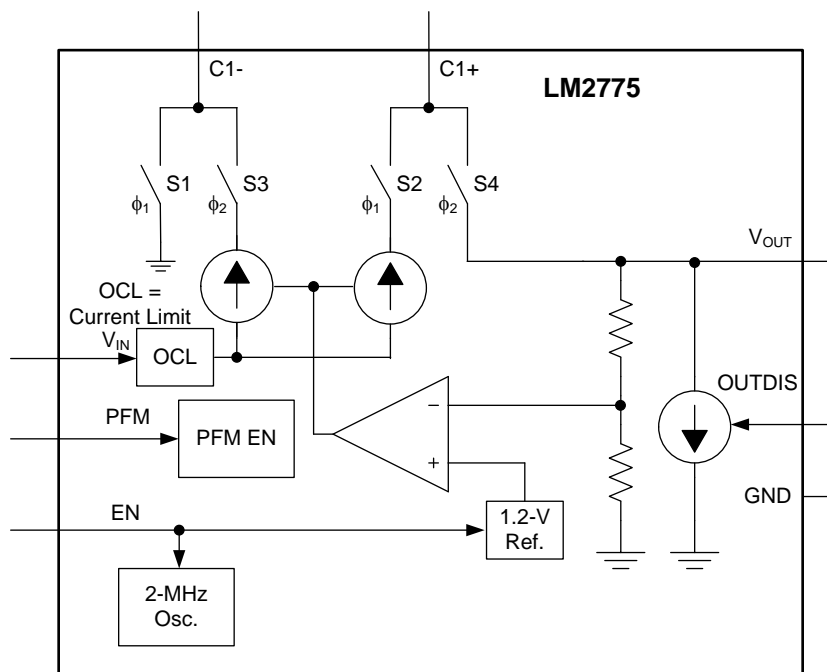 C1-
C1+
LM2775
S1
S3
S2
S4
ϕ1
ϕ2
ϕ1
ϕ2
VOUT
OCL =
Current Limit
VIN
OCL
OUTDIS
PFM
PFM EN
−
+
GND
EN
1.2-V
Ref.
2-MHz
Osc.